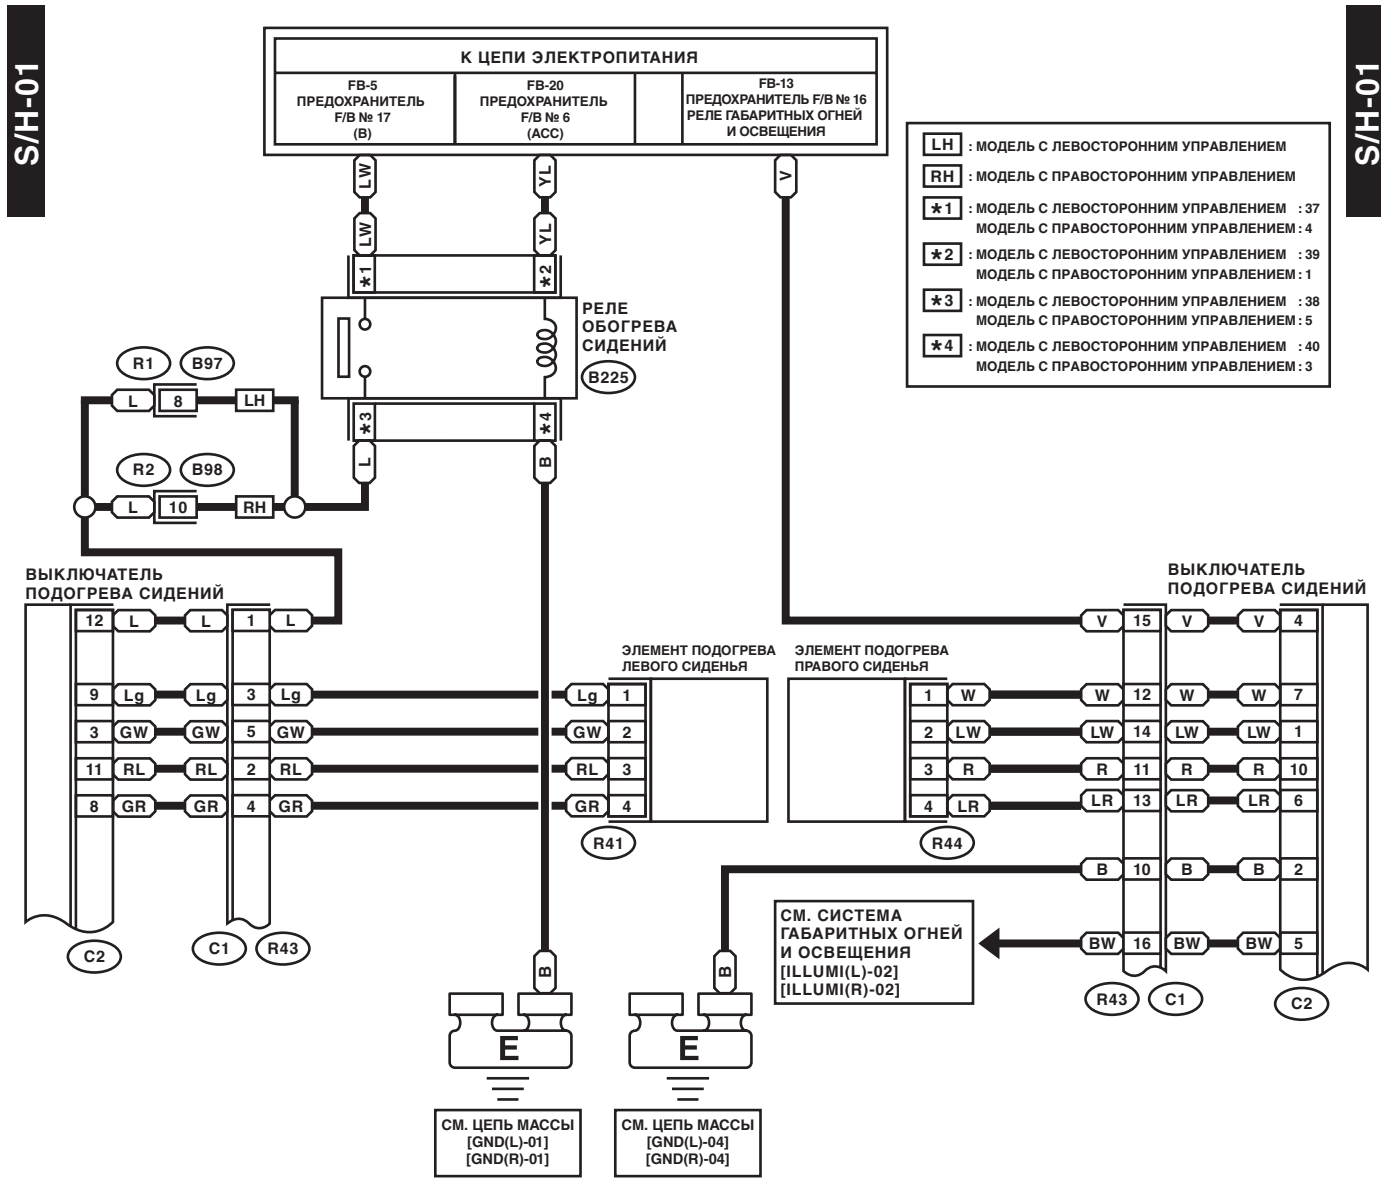 S/H-01
S/H-01
К ЦЕПИ ЭЛЕКТРОПИТАНИЯ
FB-5
ПРЕДОХРАНИТЕЛЬ
F/B № 17
(B)
FB-20
ПРЕДОХРАНИТЕЛЬ
F/B № 6
(ACC)
FB-13
ПРЕДОХРАНИТЕЛЬ F/B № 16
РЕЛЕ ГАБАРИТНЫХ ОГНЕЙ
И ОСВЕЩЕНИЯ
LH : МОДЕЛЬ С ЛЕВОСТОРОННИМ УПРАВЛЕНИЕМ
RH : МОДЕЛЬ С ПРАВОСТОРОННИМ УПРАВЛЕНИЕМ
*1 : МОДЕЛЬ С ЛЕВОСТОРОННИМ УПРАВЛЕНИЕМ : 37
МОДЕЛЬ С ПРАВОСТОРОННИМ УПРАВЛЕНИЕМ : 4
*2 : МОДЕЛЬ С ЛЕВОСТОРОННИМ УПРАВЛЕНИЕМ : 39
МОДЕЛЬ С ПРАВОСТОРОННИМ УПРАВЛЕНИЕМ : 1
*3 : МОДЕЛЬ С ЛЕВОСТОРОННИМ УПРАВЛЕНИЕМ : 38
МОДЕЛЬ С ПРАВОСТОРОННИМ УПРАВЛЕНИЕМ : 5
*4 : МОДЕЛЬ С ЛЕВОСТОРОННИМ УПРАВЛЕНИЕМ : 40
МОДЕЛЬ С ПРАВОСТОРОННИМ УПРАВЛЕНИЕМ : 3
LW YL V
LW YL
*1 *2
РЕЛЕ
ОБОГРЕВА
СИДЕНИЙ
B225
*3 *4
L B
R1 B97
L 8 LH
R2 B98
L 10 RH
ВЫКЛЮЧАТЕЛЬ
ПОДОГРЕВА СИДЕНИЙ
12 L L 1 L
9 Lg Lg 3 Lg
3 GW GW 5 GW
11 RL RL 2 RL
8 GR GR 4 GR
C2 C1 R43
ЭЛЕМЕНТ ПОДОГРЕВА
ЛЕВОГО СИДЕНЬЯ
Lg 1
GW 2
RL 3
GR 4
R41
ЭЛЕМЕНТ ПОДОГРЕВА
ПРАВОГО СИДЕНЬЯ
1 W
2 LW
3 R
4 LR
R44
ВЫКЛЮЧАТЕЛЬ
ПОДОГРЕВА СИДЕНИЙ
V 15 V V 4
W 12 W W 7
LW 14 LW LW 1
R 11 R R 10
LR 13 LR LR 6
B 10 B B 2
BW 16 BW BW 5
R43 C1 C2
СМ. СИСТЕМА
ГАБАРИТНЫХ ОГНЕЙ
И ОСВЕЩЕНИЯ
[ILLUMI(L)-02]
[ILLUMI(R)-02]
B B
E E
СМ. ЦЕПЬ МАССЫ
[GND(L)-01]
[GND(R)-01]
СМ. ЦЕПЬ МАССЫ
[GND(L)-04]
[GND(R)-04]